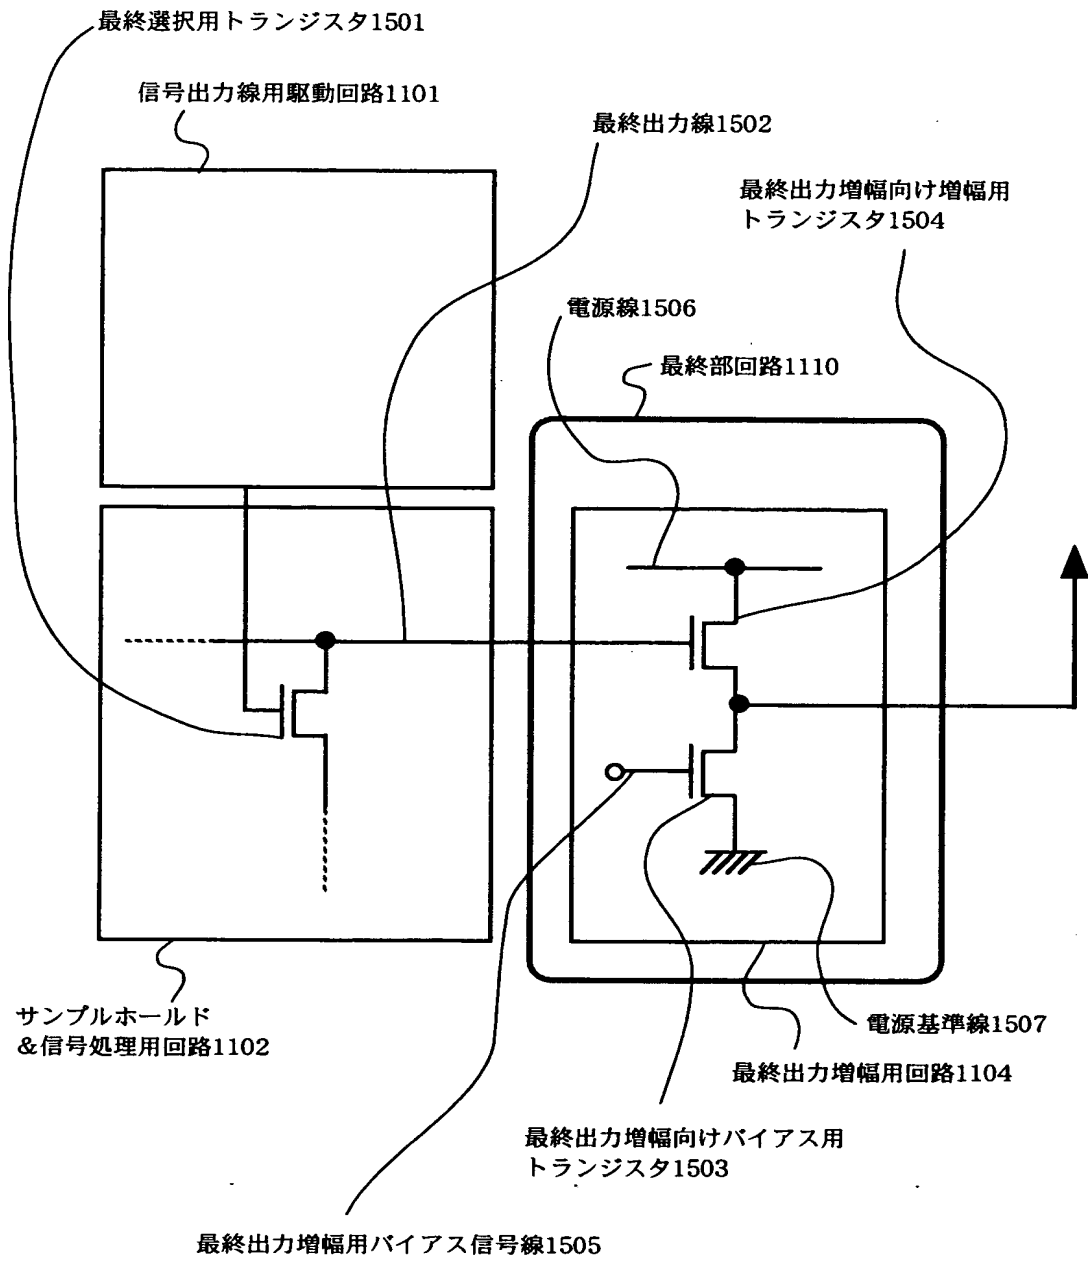 最終選択用トランジスタ1501
信号出力線用駆動回路1101
最終出力線1502
最終出力増幅向け増幅用
トランジスタ1504
電源線1506
最終部回路1110
サンプルホールド
&信号処理用回路1102
電源基準線1507
最終出力増幅用回路1104
最終出力増幅向けバイアス用
トランジスタ1503
最終出力増幅用バイアス信号線1505